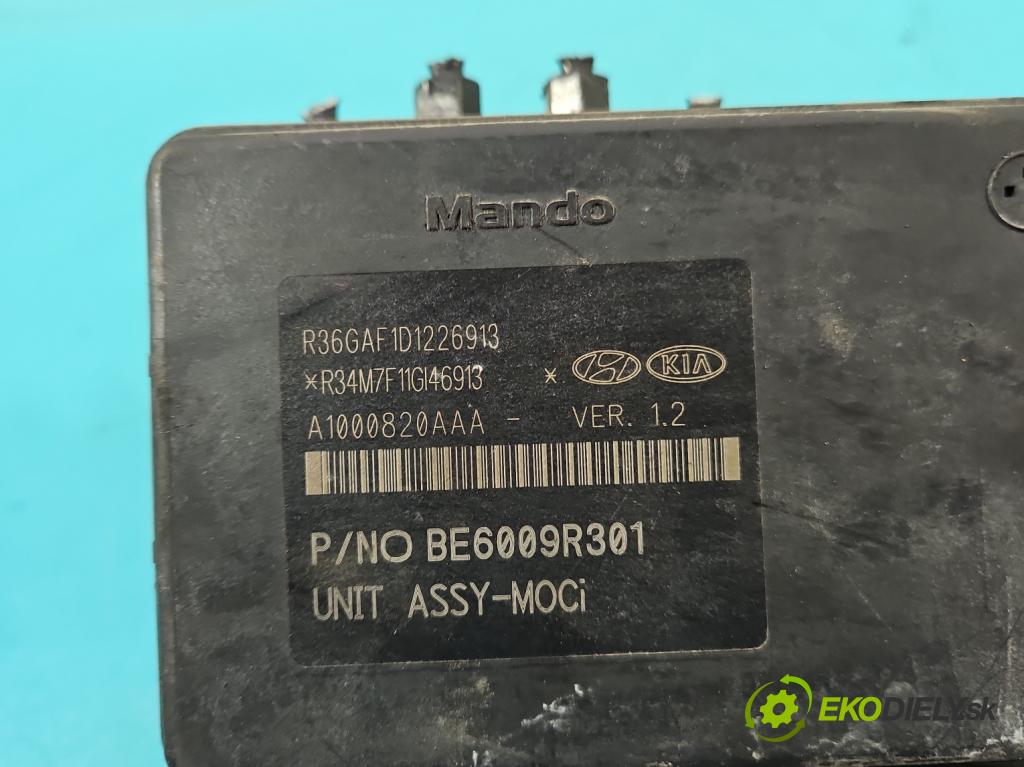 Mando
R36GAF1D1226913
*R34M7F11GI46913 * KIA
A1000820AAA - VER. 1.2
P/NO BE6009R301
UNIT ASSY-MOCi
EKODIELY.sk